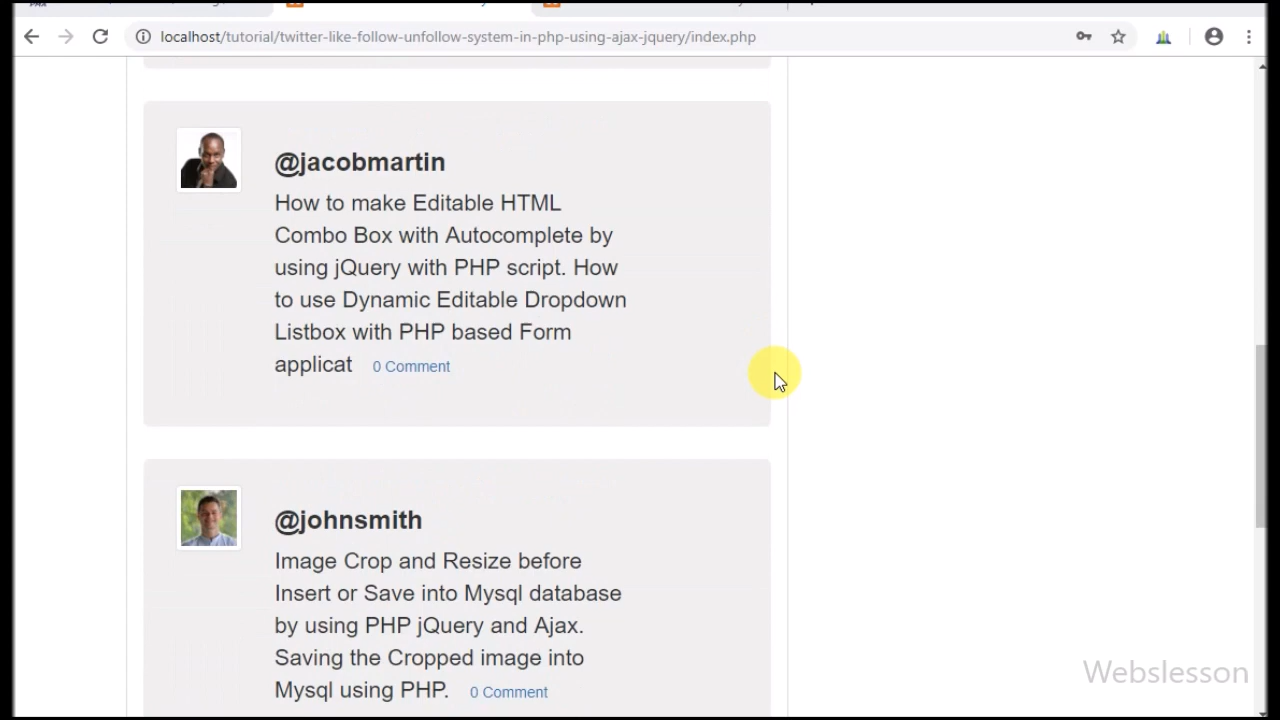 localhost/tutorial/twitter-like-follow-unfollow-system-in-php-using-ajax-jquery/index.php
@jacobmartin
How to make Editable HTML
Combo Box with Autocomplete by
using jQuery with PHP script. How
to use Dynamic Editable Dropdown
Listbox with PHP based Form
applicat 0 Comment
@johnsmith
Image Crop and Resize before
Insert or Save into Mysql database
by using PHP jQuery and Ajax.
Saving the Cropped image into
Mysql using PHP. 0 Comment
Webslesson